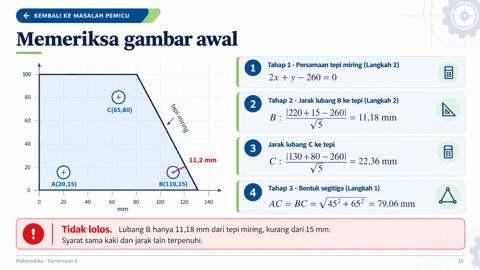 ← KEMBALI KE MASALAH PEMICU
Memeriksa gambar awal
100
80
60
40
20
0
0 20 40 60 80 100 120 140
mm
C(65,80)
A(20,15)
B(110,15)
tepi miring
11,2 mm
1 Tahap 1 · Persamaan tepi miring (Langkah 2)
2x + y − 260 = 0
2 Tahap 2 · Jarak lubang B ke tepi (Langkah 2)
B : |220 + 15 − 260| / √5 = 11,18 mm
3 Jarak lubang C ke tepi
C : |130 + 80 − 260| / √5 = 22.36 mm
4 Tahap 3 · Bentuk segitiga (Langkah 1)
AC = BC = √45² + 65² = 79,06 mm
! Tidak lolos. Lubang B hanya 11,18 mm dari tepi miring, kurang dari 15 mm.
Syarat sama kaki dan jarak lain terpenuhi.
Matematika · Pertemuan 6
15